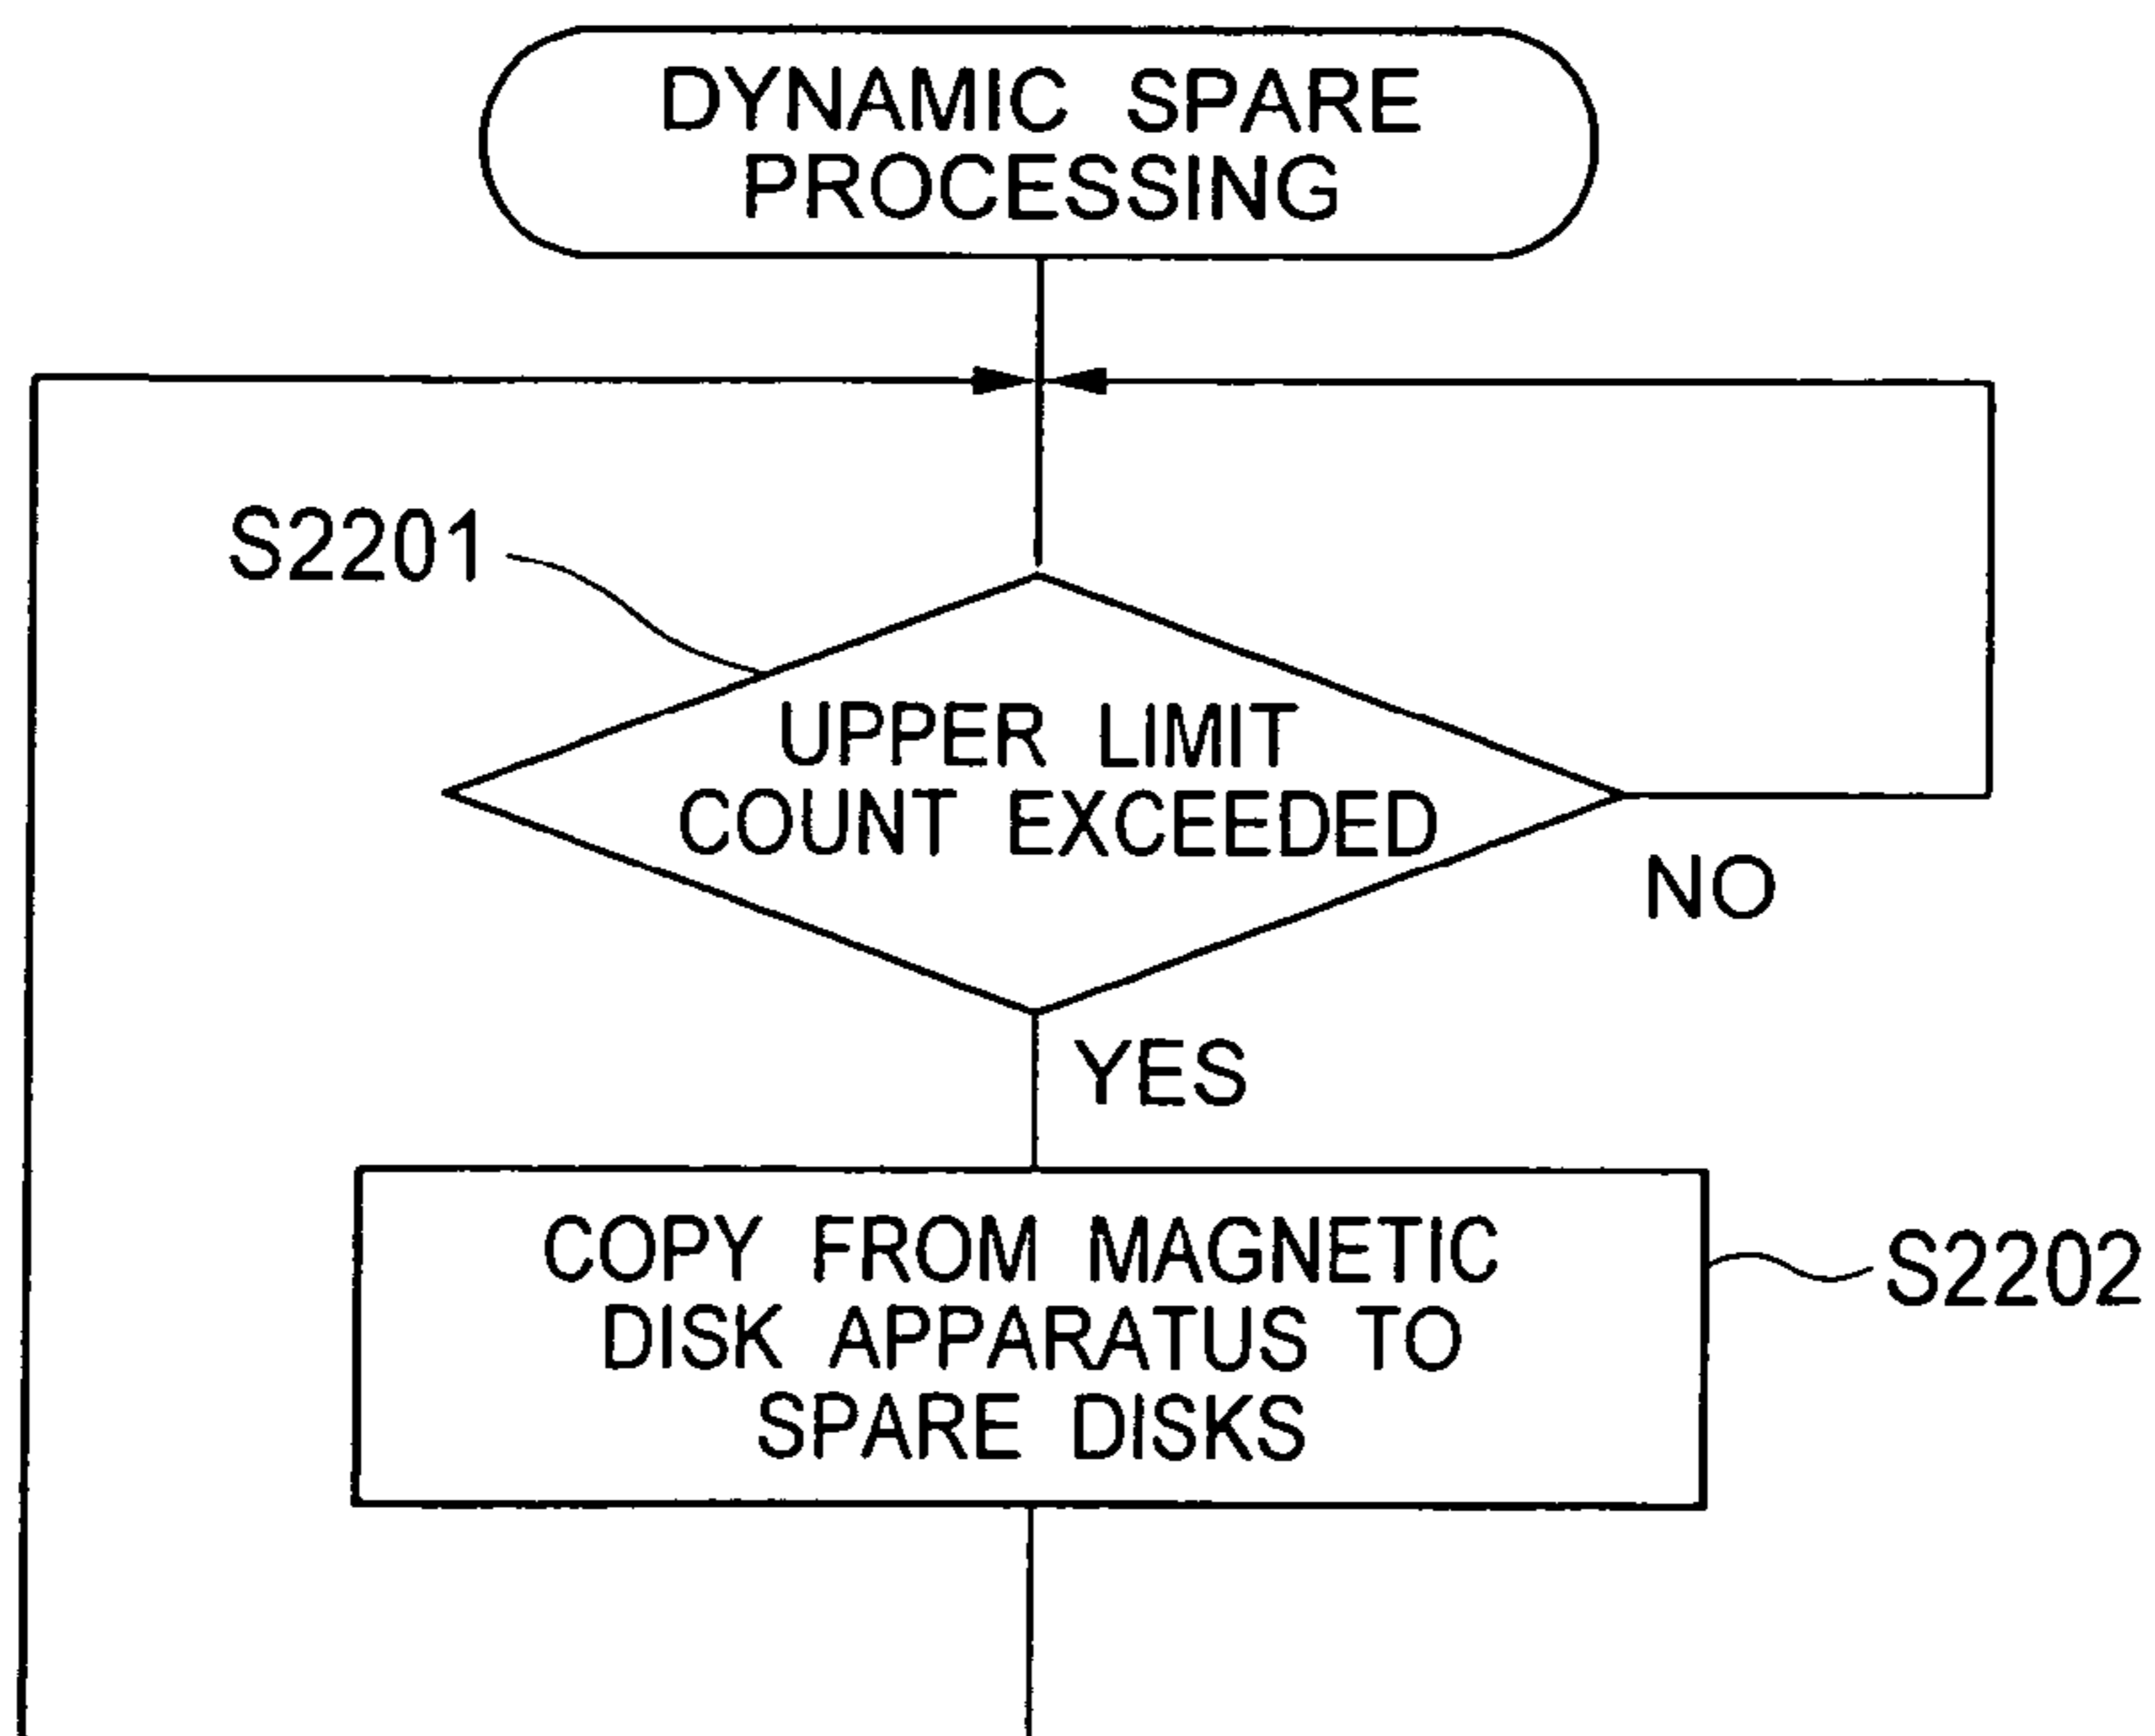 DYNAMIC SPARE
PROCESSING
S2201
UPPER LIMIT
COUNT EXCEEDED
NO
YES
COPY FROM MAGNETIC
DISK APPARATUS TO
SPARE DISKS
S2202